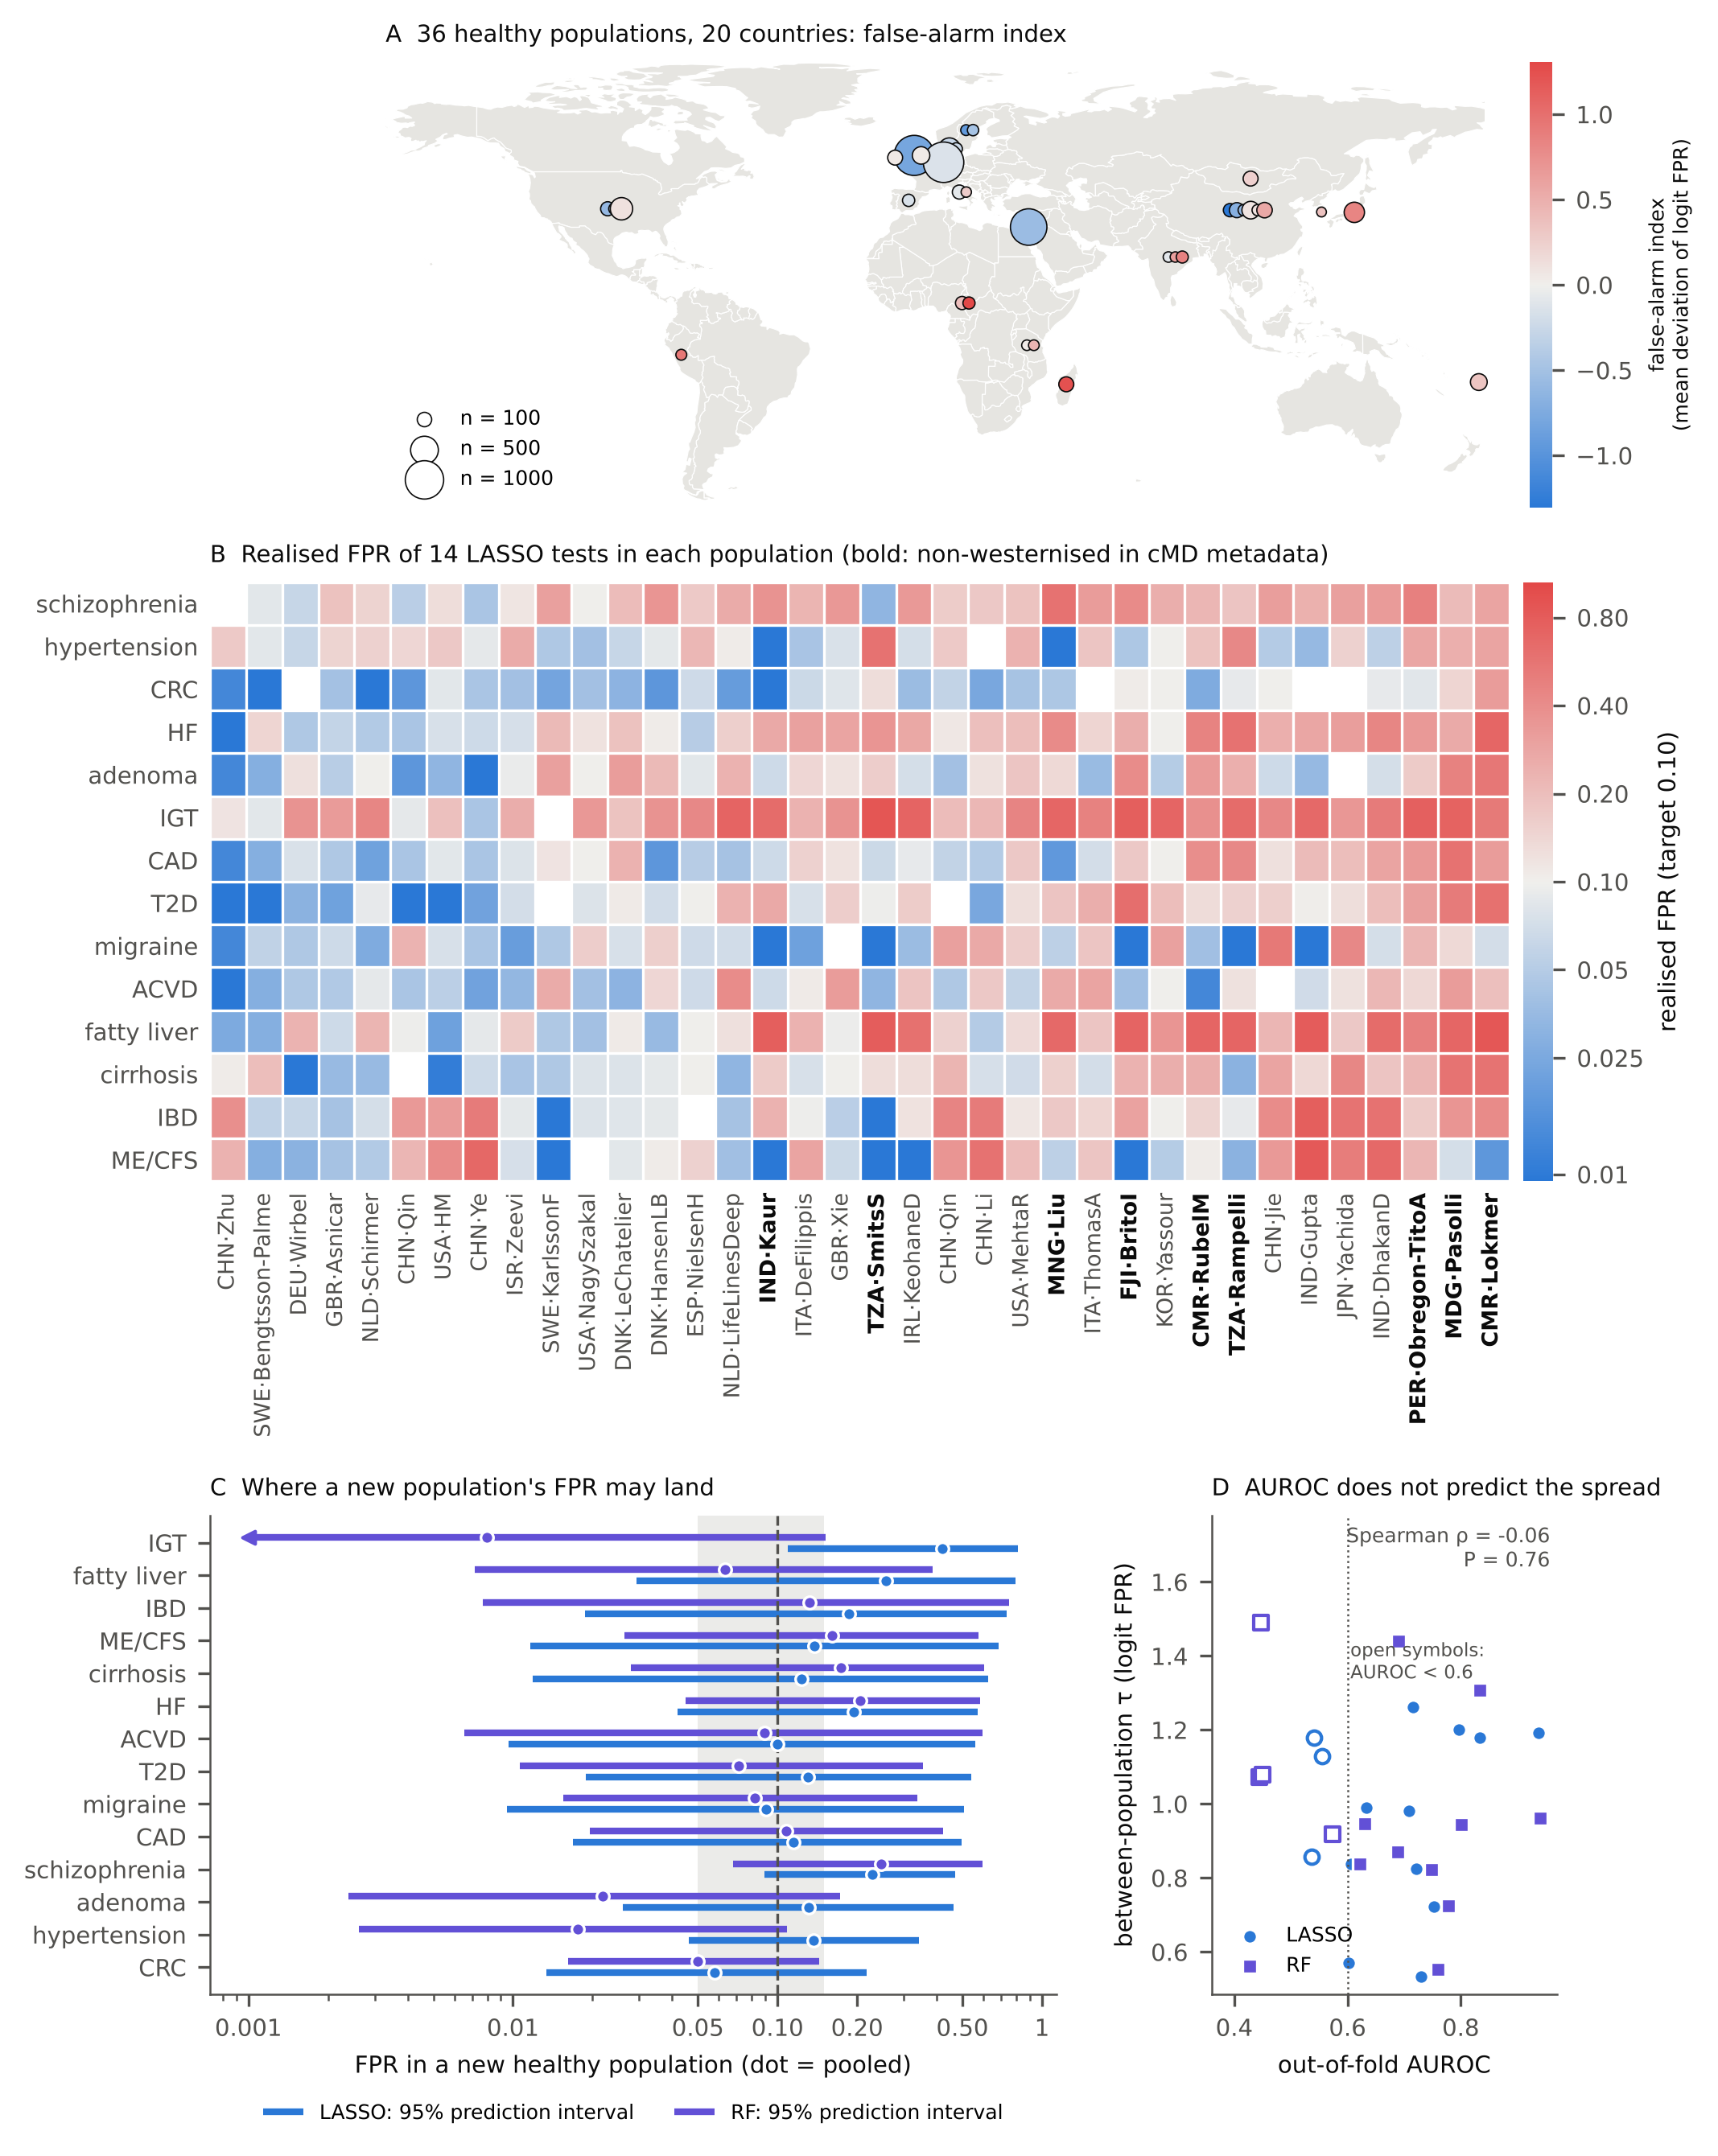 A 36 healthy populations, 20 countries: false-alarm index
1.0
0.5
0.0
−0.5
−1.0
false-alarm index
(mean deviation of logit FPR)
n = 100
n = 500
n = 1000
B Realised FPR of 14 LASSO tests in each population (bold: non-westernised in cMD metadata)
schizophrenia
hypertension
CRC
HF
adenoma
IGT
CAD
T2D
migraine
ACVD
fatty liver
cirrhosis
IBD
ME/CFS
0.80
0.40
0.20
0.10
0.05
0.025
0.01
realised FPR (target 0.10)
CHN·Zhu
SWE·Bengtsson-Palme
DEU·Wirbel
GBR·Asnicar
NLD·Schirmer
CHN·Qin
USA·HM
CHN·Ye
ISR·Zeevi
SWE·KarlssonF
USA·NagySzakal
DNK·LeChatelier
DNK·HansenLB
ESP·NielsenH
NLD·LifeLinesDeep
IND·Kaur
ITA·DeFilippis
GBR·Xie
TZA·SmitsS
IRL·KeohaneD
CHN·Qin
CHN·Li
USA·MehtaR
MNG·Liu
ITA·ThomasA
FJI·BritoI
KOR·Yassour
CMR·RubelM
TZA·Rampelli
CHN·Jie
IND·Gupta
JPN·Yachida
IND·DhakanD
PER·Obregon-TitoA
MDG·Pasolli
CMR·Lokmer
C Where a new population's FPR may land
IGT
fatty liver
IBD
ME/CFS
cirrhosis
HF
ACVD
T2D
migraine
CAD
schizophrenia
adenoma
hypertension
CRC
0.001
0.01
0.05
0.10
0.20
0.50
1
FPR in a new healthy population (dot = pooled)
LASSO: 95% prediction interval
RF: 95% prediction interval
D AUROC does not predict the spread
Spearman ρ = -0.06
P = 0.76
open symbols:
AUROC < 0.6
between-population τ (logit FPR)
1.6
1.4
1.2
1.0
0.8
0.6
LASSO
RF
0.4
0.6
0.8
out-of-fold AUROC